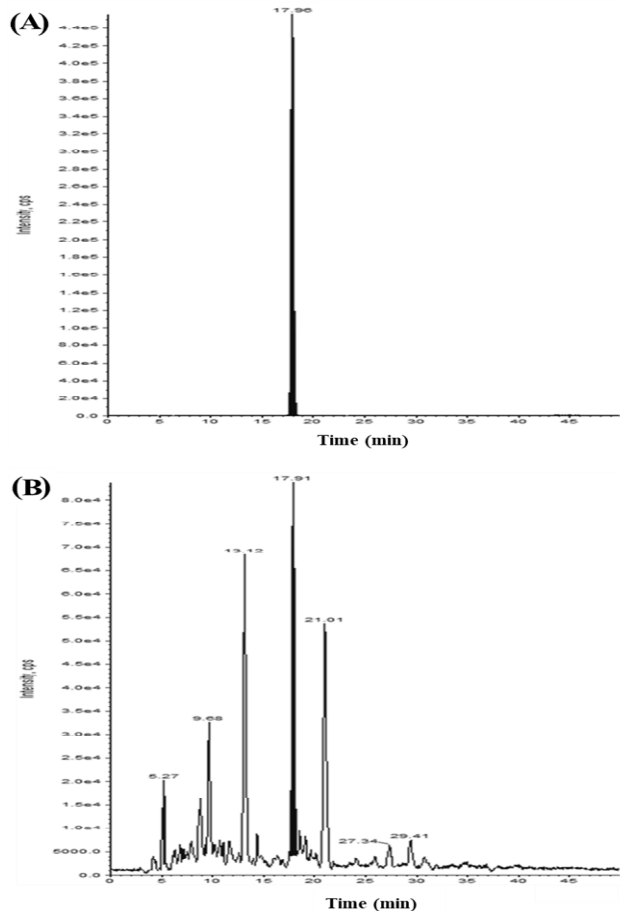 (A)
17.96
4.4e5
4.2e5
4.0e5
3.8e5
3.6e5
3.4e5
3.2e5
3.0e5
2.8e5
2.6e5
2.4e5
2.2e5
2.0e5
1.8e5
1.6e5
1.4e5
1.2e5
1.0e5
8.0e4
6.0e4
4.0e4
2.0e4
0.0
Intensity, cps
0 5 10 15 20 25 30 35 40 45
Time (min)
(B)
17.91
8.0e4
7.0e4
6.0e4
5.0e4
4.5e4
4.0e4
3.5e4
3.0e4
2.5e4
2.0e4
1.5e4
1.0e4
5000.0
0.0
Intensity, cps
13.12
21.01
9.68
5.27
27.34
29.41
0 5 10 15 20 25 30 35 40 45
Time (min)